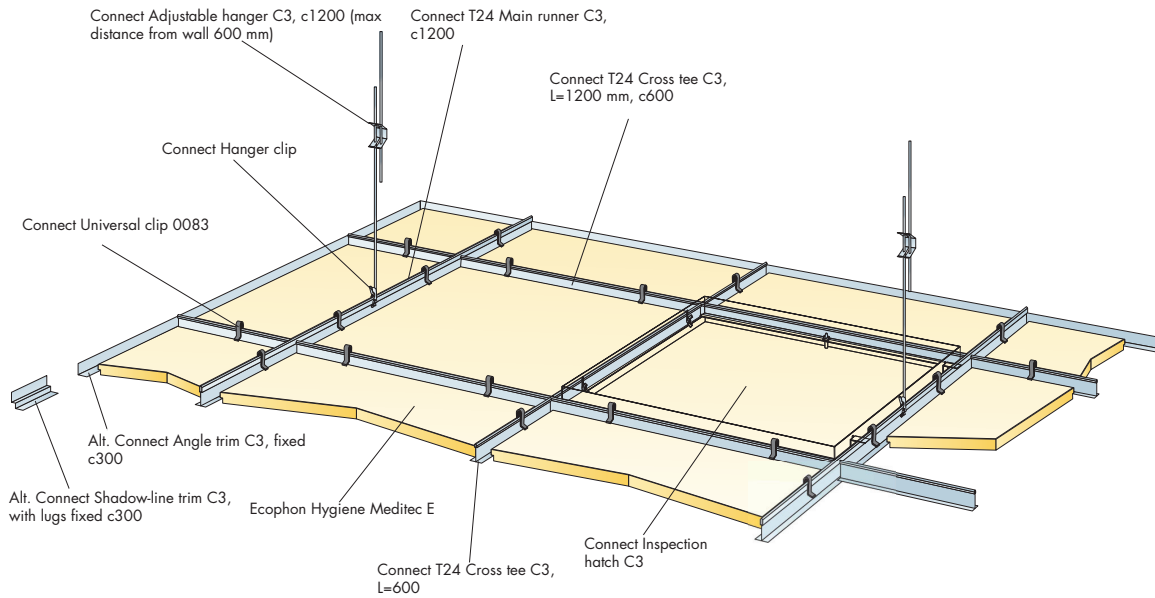 Connect Adjustable hanger C3, c1200 (max
distance from wall 600 mm)
Connect T24 Main runner C3,
c1200
Connect T24 Cross tee C3,
L=1200 mm, c600
Connect Hanger clip
Connect Universal clip 0083
Alt. Connect Angle trim C3, fixed
c300
Alt. Connect Shadow-line trim C3,
with lugs fixed c300
Ecophon Hygiene Meditec E
Connect T24 Cross tee C3,
L=600
Connect Inspection
hatch C3